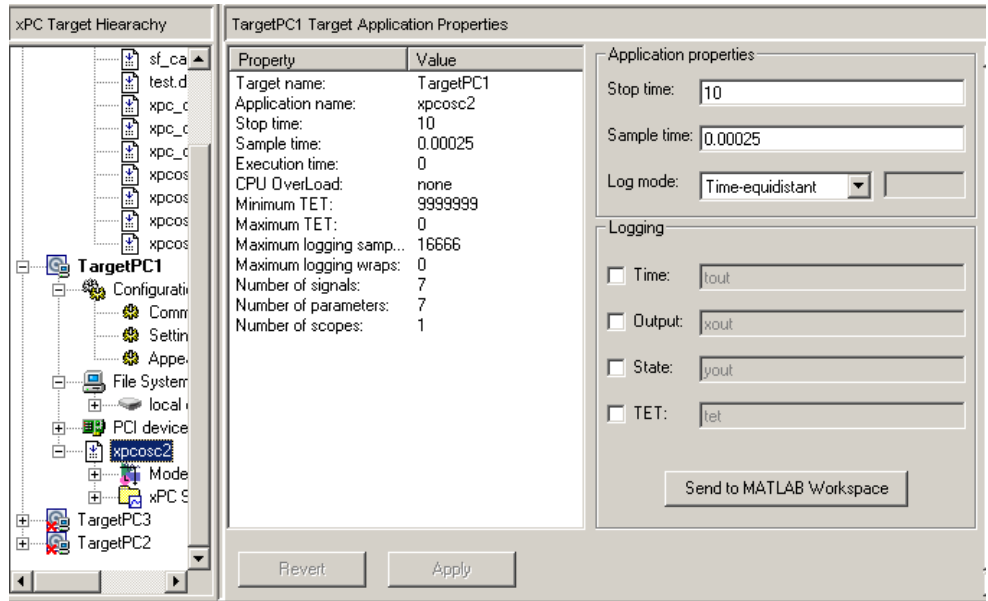 xPC Target Hiearachy
sf_ca
test.d
xpc_c
xpc_c
xpc_c
xpcos
xpcos
xpcos
xpcos
TargetPC1
Configurati
Comm
Settin
Appe
File System
local
PCI device
xpcosc2
Mode
xPC S
TargetPC3
TargetPC2
TargetPC1 Target Application Properties
Property Value
Target name: TargetPC1
Application name: xpcosc2
Stop time: 10
Sample time: 0.00025
Execution time: 0
CPU OverLoad: none
Minimum TET: 9999999
Maximum TET: 0
Maximum logging samp... 16666
Maximum logging wraps: 0
Number of signals: 7
Number of parameters: 7
Number of scopes: 1
Revert Apply
Application properties
Stop time: 10
Sample time: 0.00025
Log mode: Time-equidistant
Logging
Time: tout
Output: xout
State: yout
TET: tet
Send to MATLAB Workspace